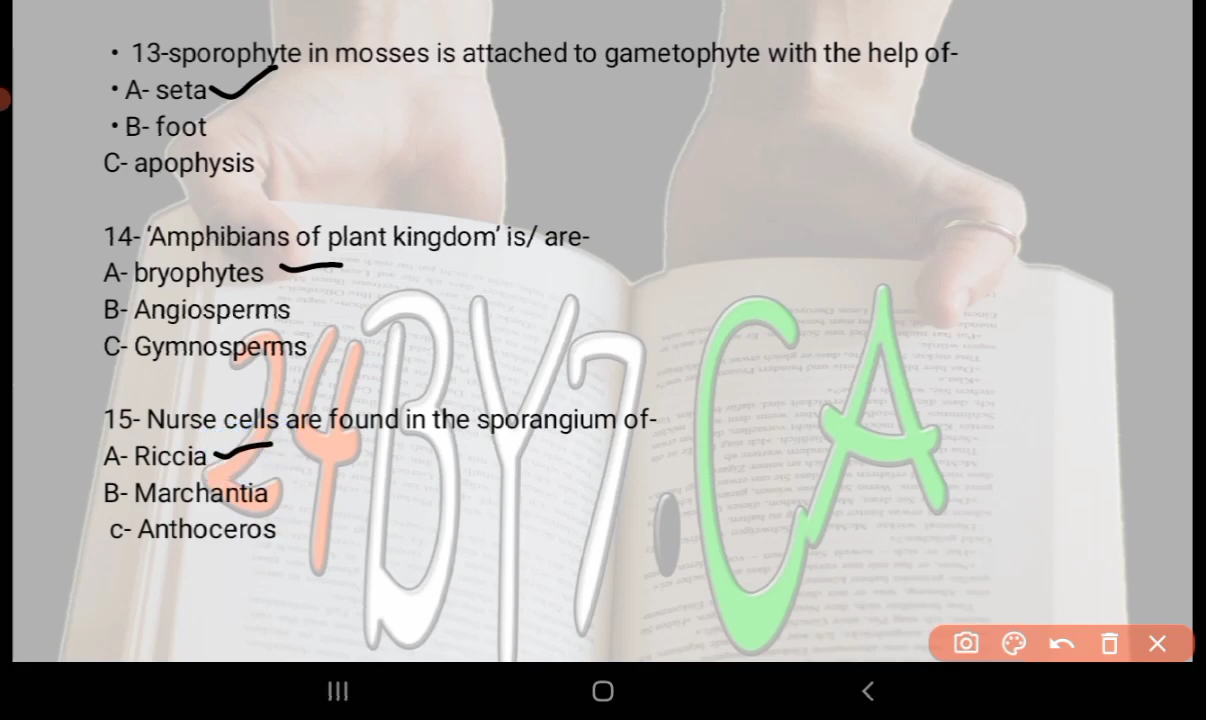 • 13-sporophyte in mosses is attached to gametophyte with the help of-
• A- seta
• B- foot
C- apophysis
14- ‘Amphibians of plant kingdom’ is/ are-
A- bryophytes
B- Angiosperms
C- Gymnosperms
15- Nurse cells are found in the sporangium of-
A- Riccia
B- Marchantia
c- Anthoceros
24BY7.CA